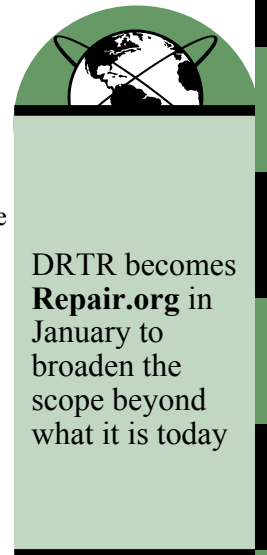 e
DRTR becomes
Repair.org in
January to
broaden the
scope beyond
what it is today